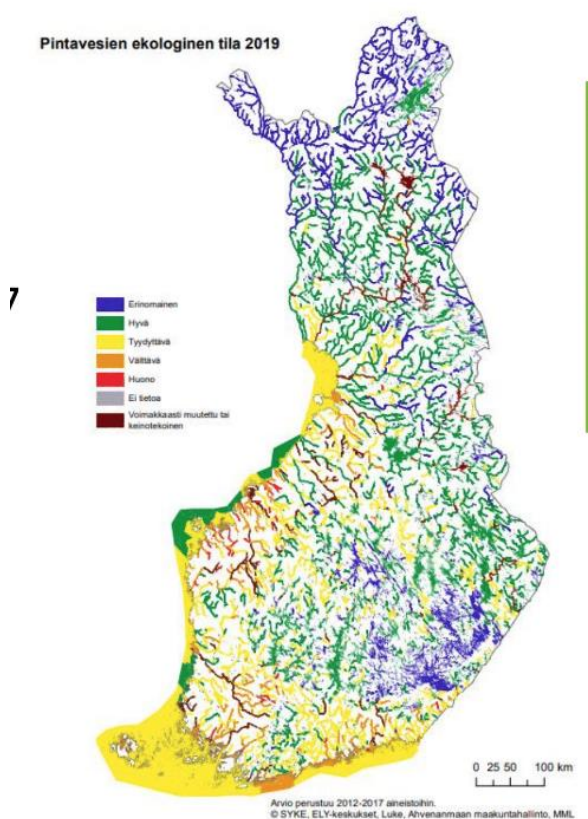 Pintavesien ekologinen tila 2019
7
Erinomainen
Hyvä
Tyydyttävä
Välttävä
Huono
Ei tietoa
Voimakkaasti muutettu tai
keinotekoinen
0 25 50 100 km
Arvio perustuu 2012-2017 aineistoihin.
© SYKE, ELY-keskukset, Luke, Ahvenanmaan maakuntahallinto, MML